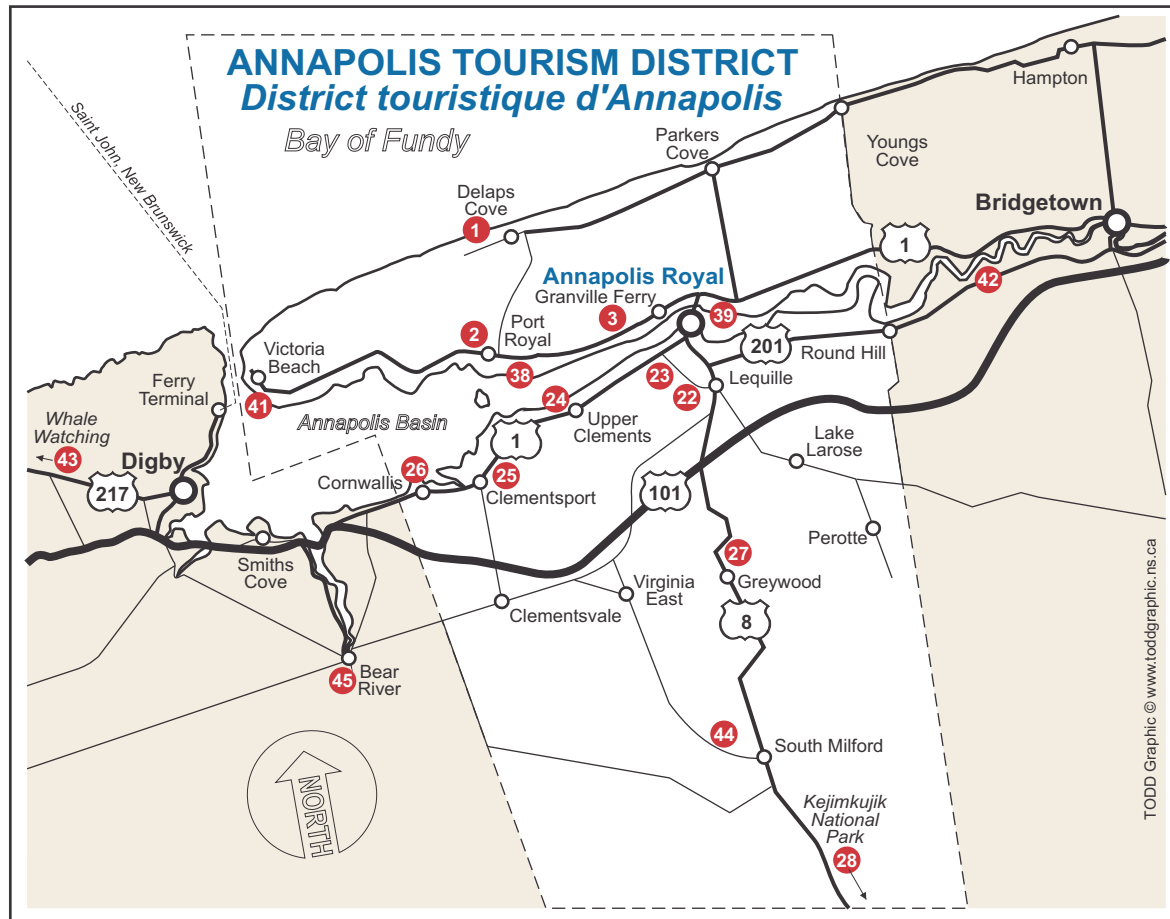 ANNAPOLIS TOURISM DISTRICT
District touristique d'Annapolis
Bay of Fundy
Saint John, New Brunswick
Hampton
Parkers
Cove
Youngs
Cove
Delaps
Cove
1
Bridgetown
1
Annapolis Royal
Granville Ferry
3
39
42
2
Port
Royal
201
Round Hill
Victoria
Beach
38
23
22
Lequille
Ferry
Terminal
41
24
Annapolis Basin
Upper
Clements
Whale
Watching
43
Digby
217
1
26
Cornwallis
25
Clementsport
101
Lake
Larose
Perotte
Smiths
Cove
27
Greywood
Virginia
East
Clementsvale
8
Bear
River
45
44
South Milford
NORTH
Kejimkujik
National
Park
28
TODD Graphic © www.toddgraphic.ns.ca